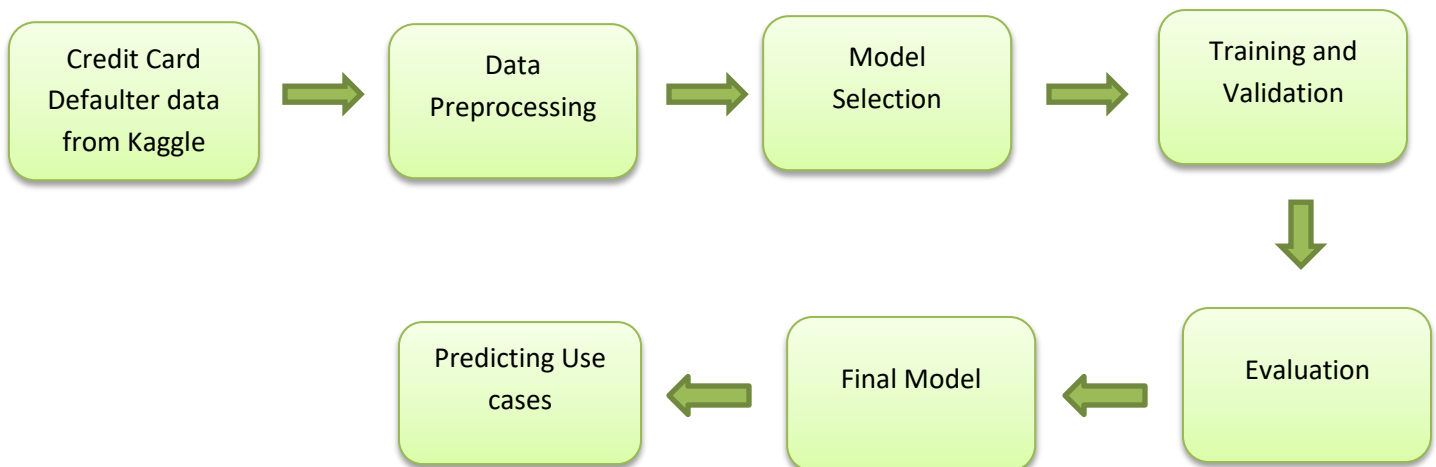 Credit Card
Defaulter data
from Kaggle
Data
Preprocessing
Model
Selection
Training and
Validation
Evaluation
Final Model
Predicting Use
cases